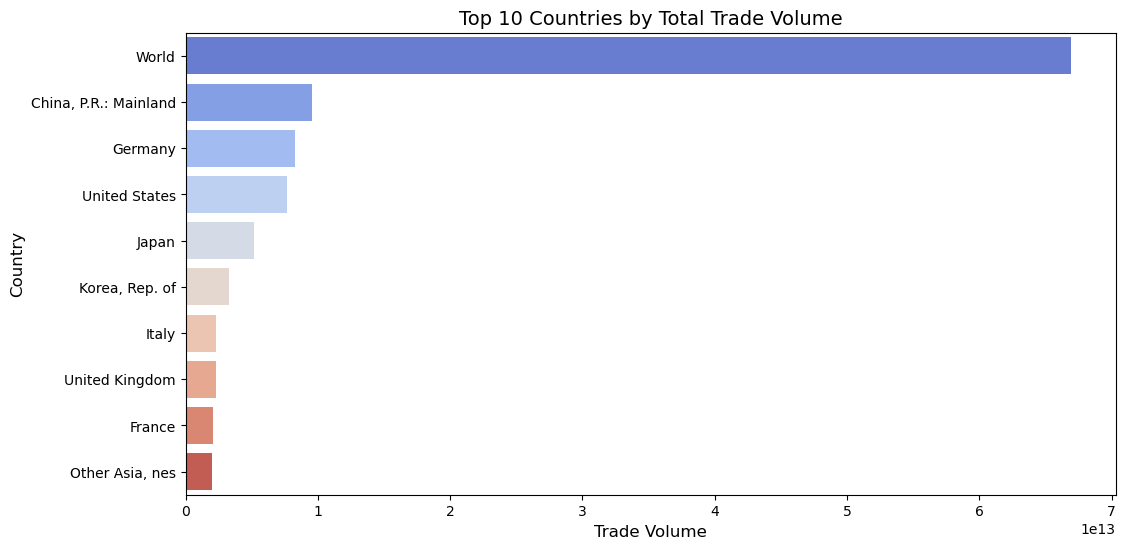 Top 10 Countries by Total Trade Volume
Country
World
China, P.R.: Mainland
Germany
United States
Japan
Korea, Rep. of
Italy
United Kingdom
France
Other Asia, nes
0 1 2 3 4 5 6 7
1e13
Trade Volume